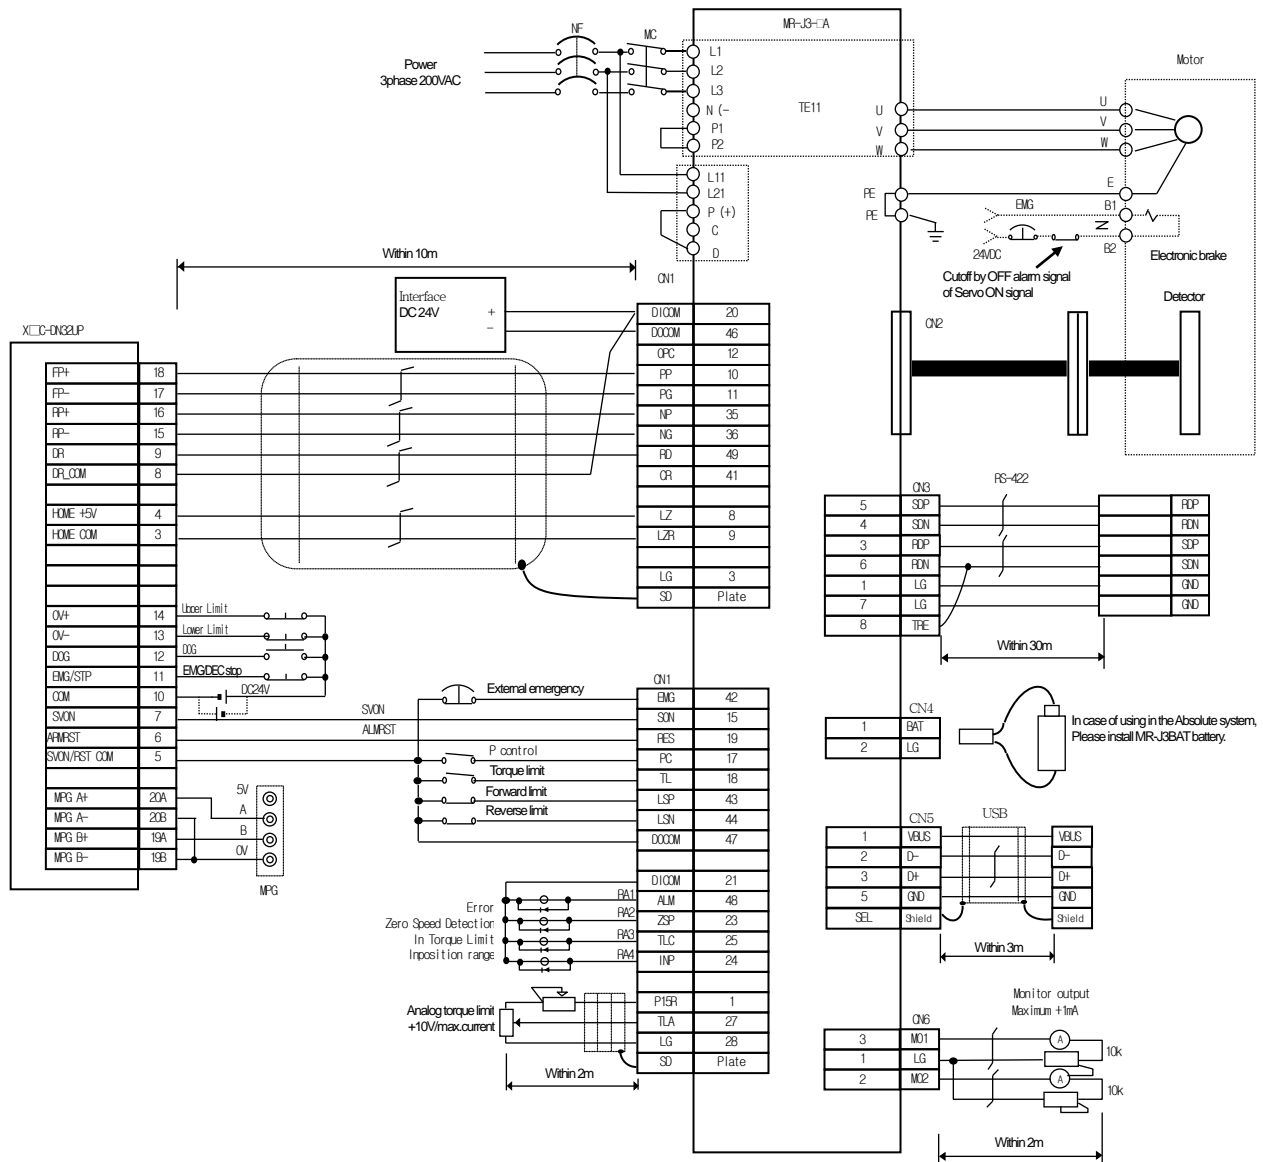 MR-J3-□A
NF
MC
Power
3phase 200VAC
L1
L2
L3
N (-
P1
P2
TE11
U
V
W
U
V
W
Motor
L11
L21
P (+)
C
D
PE
PE
E
EMG
B1
24VDC
B2
Electronic brake
Cutoff by OFF alarm signal
of Servo ON signal
Detector
CN2
Within 10m
CN1
Interface
DC 24V
+
-
X□C-DN32UP
FP+ 18
FP- 17
RP+ 16
RP- 15
DR 9
DR_COM 8
HOME +5V 4
HOME COM 3
OV+ 14
OV- 13
DOG 12
EMG/STP 11
COM 10
SVON 7
ARMRST 6
SVON/RST COM 5
MPG A+ 20A
MPG A- 20B
MPG B+ 19A
MPG B- 19B
Upper Limit
Lower Limit
DOG
EMG/DEC stop
DC24V
5V
A
B
0V
MPG
DICOM 20
DOCOM 46
OPC 12
PP 10
PG 11
NP 35
NG 36
RD 49
CR 41
LZ 8
LZR 9
LG 3
SD Plate
SVON
ALMRST
External emergency
P control
Torque limit
Forward limit
Reverse limit
CN1
EMG 42
SON 15
RES 19
PC 17
TL 18
LSP 43
LSN 44
DOCOM 47
DICOM 21
ALM 48
ZSP 23
TLC 25
INP 24
P15R 1
TLA 27
LG 28
SD Plate
Error
Zero Speed Detection
In Torque Limit
Inposition range
RA1
RA2
RA3
RA4
Analog torque limit
+10V/max.current
Within 2m
RS-422
CN3
5 SDP RDP
4 SDN RDN
3 RDP SDP
6 RDN SDN
1 LG GND
7 LG GND
8 TRE
Within 30m
CN4
1 BAT
2 LG
In case of using in the Absolute system,
Please install MR-J3BAT battery.
CN5
USB
1 VBUS VBUS
2 D- D-
3 D+ D+
5 GND GND
SEL Shield Shield
Within 3m
Monitor output
Maximum +1mA
CN6
3 MO1
1 LG
2 MO2
A
10k
A
10k
Within 2m